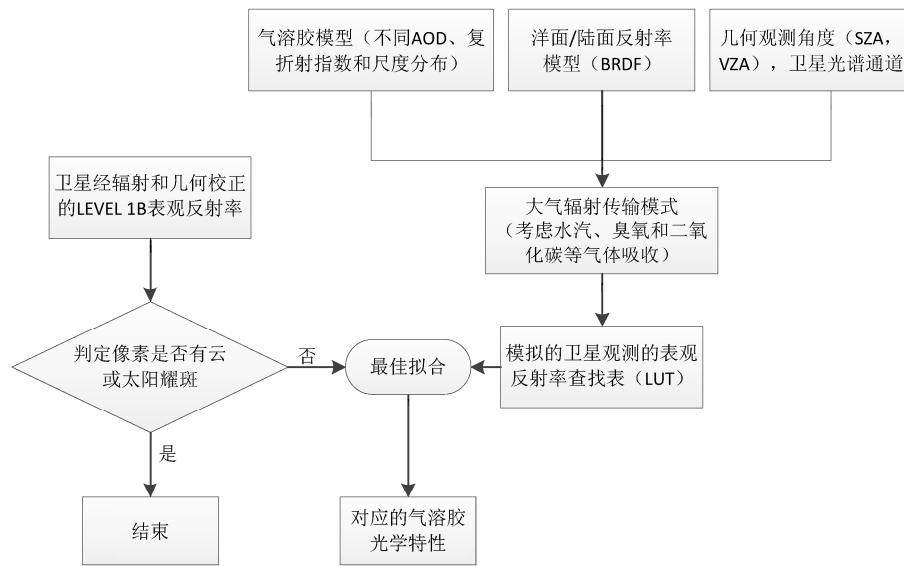 气溶胶模型（不同AOD、复
折射指数和尺度分布）
洋面/陆面反射率
模型（BRDF）
几何观测角度（SZA，
VZA），卫星光谱通道
卫星经辐射和几何校正
的LEVEL 1B表观反射率
大气辐射传输模式
（考虑水汽、臭氧和二氧
化碳等气体吸收）
判定像素是否有云
或太阳耀斑
否
最佳拟合
模拟的卫星观测的表观
反射率查找表（LUT）
是
结束
对应的气溶胶
光学特性